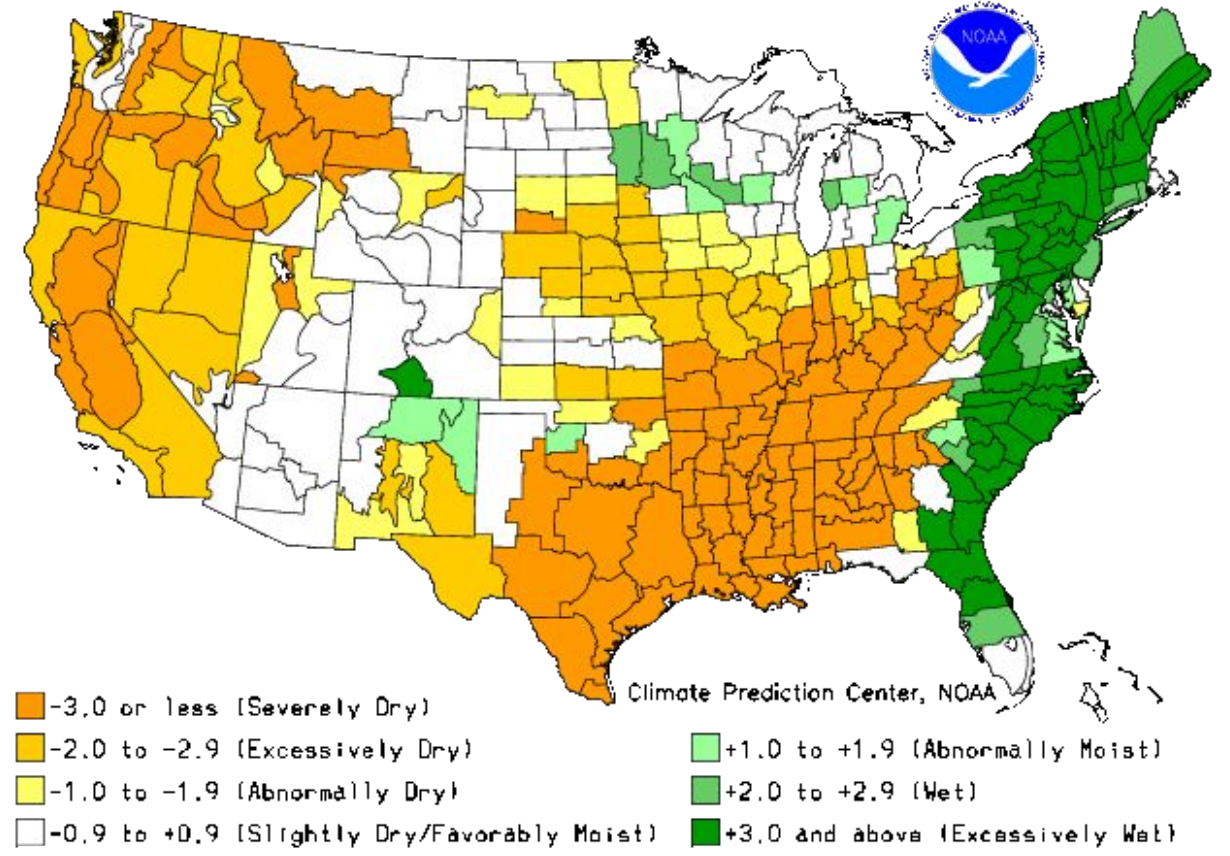 NOAA
Climate Prediction Center, NOAA
-3.0 or less (Severely Dry)
-2.0 to -2.9 (Excessively Dry)
-1.0 to -1.9 (Abnormally Dry)
-0.9 to +0.9 (Slightly Dry/Favorably Moist)
+1.0 to +1.9 (Abnormally Moist)
+2.0 to +2.9 (Wet)
+3.0 and above (Excessively Wet)